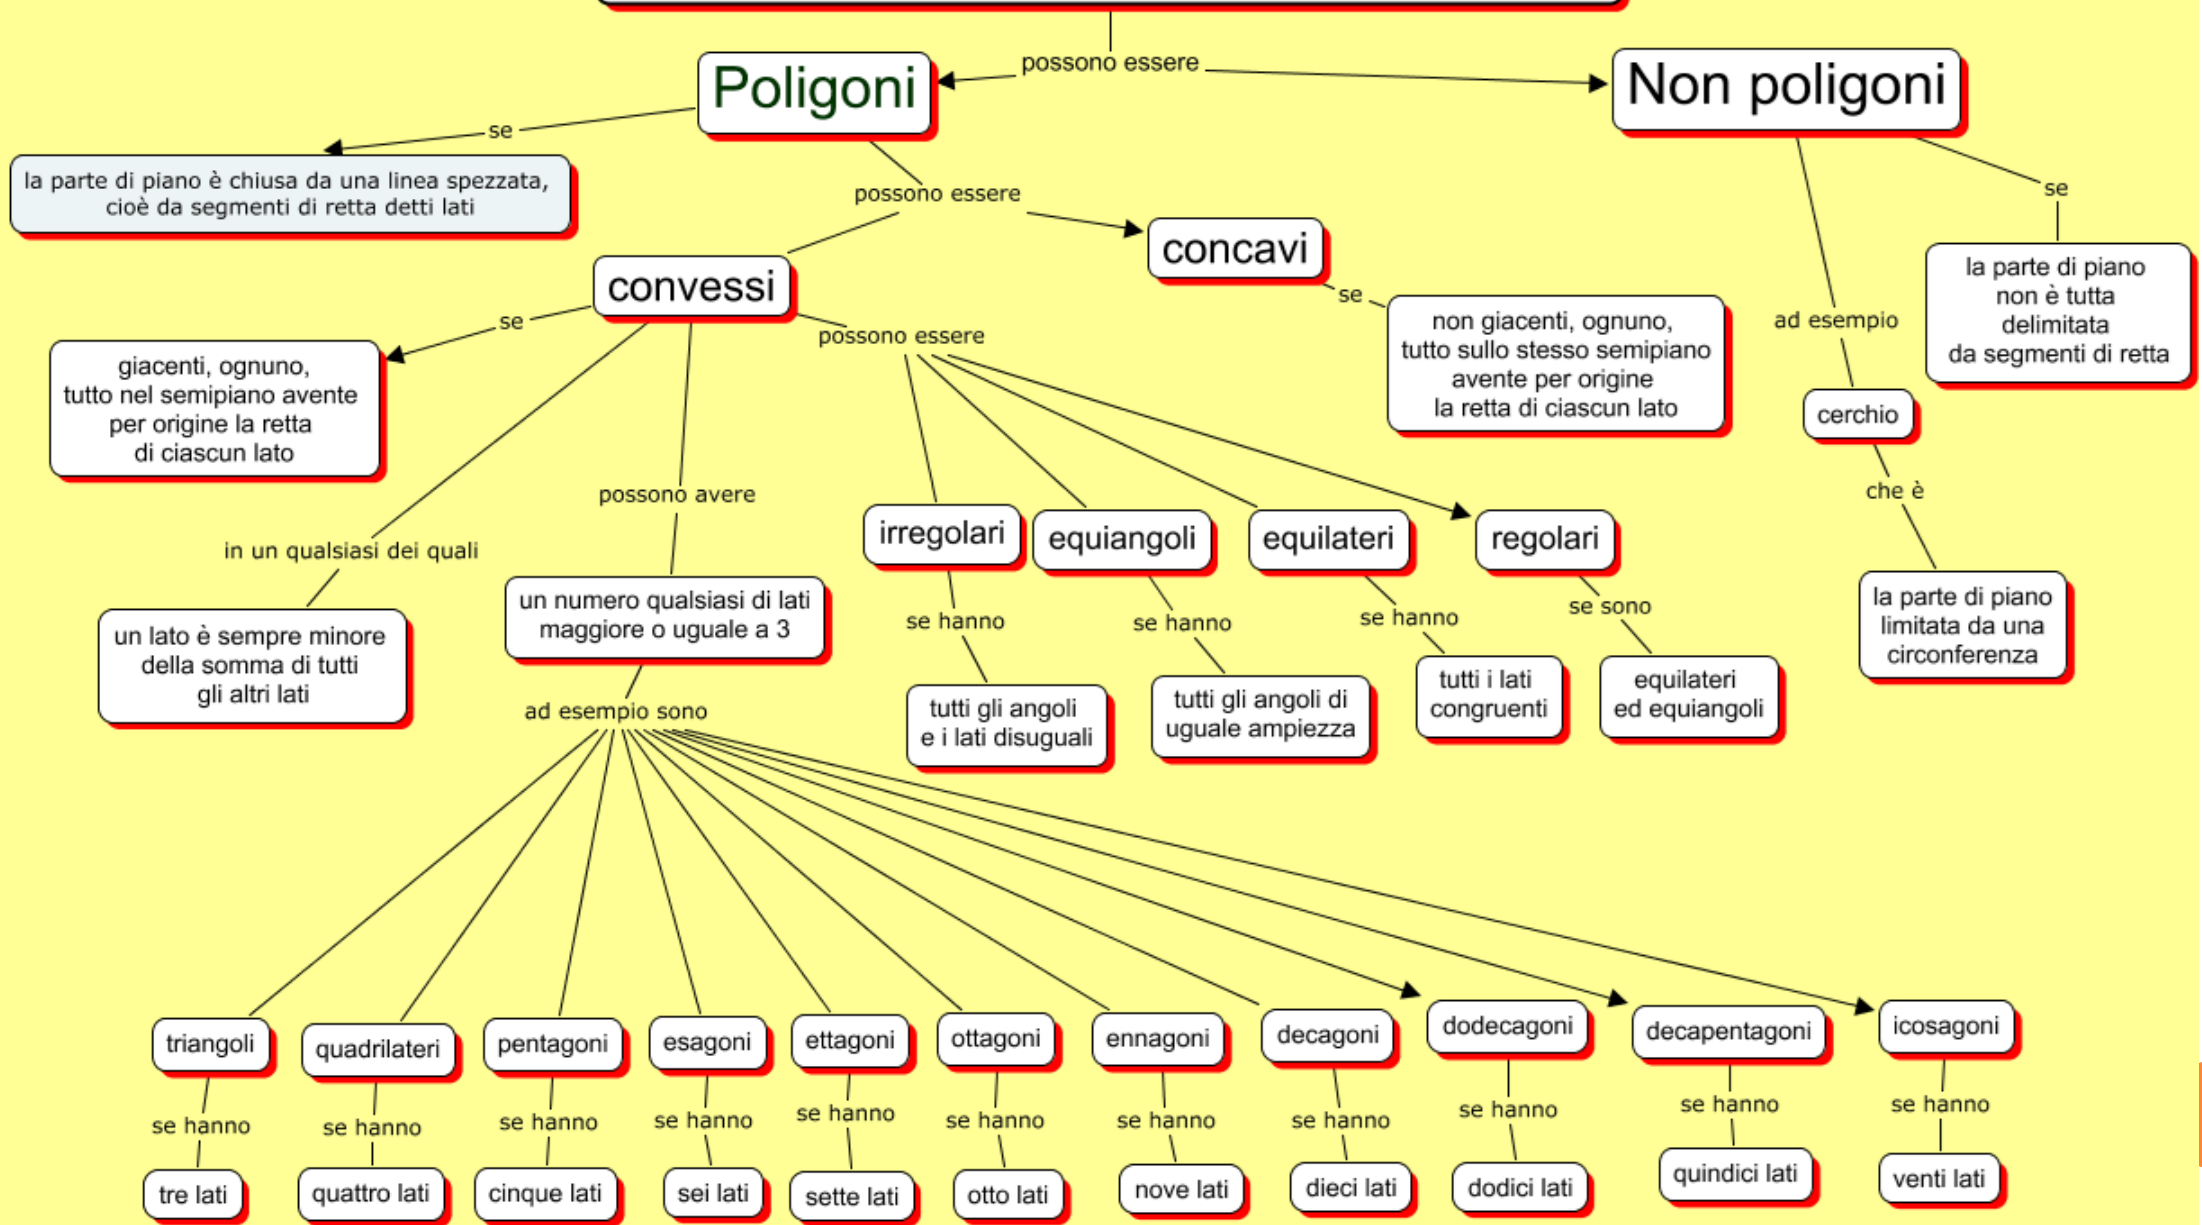 possono essere
Poligoni
Non poligoni
se
la parte di piano è chiusa da una linea spezzata,
cioè da segmenti di retta detti lati
possono essere
concavi
se
non giacenti, ognuno,
tutto sullo stesso semipiano
avente per origine
la retta di ciascun lato
se
la parte di piano
non è tutta
delimitata
da segmenti di retta
ad esempio
cerchio
che è
la parte di piano
limitata da una
circonferenza
convessi
se
giacenti, ognuno,
tutto nel semipiano avente
per origine la retta
di ciascun lato
in un qualsiasi dei quali
un lato è sempre minore
della somma di tutti
gli altri lati
possono avere
un numero qualsiasi di lati
maggiore o uguale a 3
possono essere
irregolari
equiangoli
equilateri
regolari
se hanno
se hanno
se hanno
se sono
tutti gli angoli
e i lati disuguali
tutti gli angoli di
uguale ampiezza
tutti i lati
congruenti
equilateri
ed equiangoli
ad esempio sono
triangoli
quadrilateri
pentagoni
esagoni
ettagoni
ottagoni
ennagoni
decagoni
dodecagoni
decapentagoni
icosagoni
se hanno
se hanno
se hanno
se hanno
se hanno
se hanno
se hanno
se hanno
se hanno
se hanno
se hanno
tre lati
quattro lati
cinque lati
sei lati
sette lati
otto lati
nove lati
dieci lati
dodici lati
quindici lati
venti lati